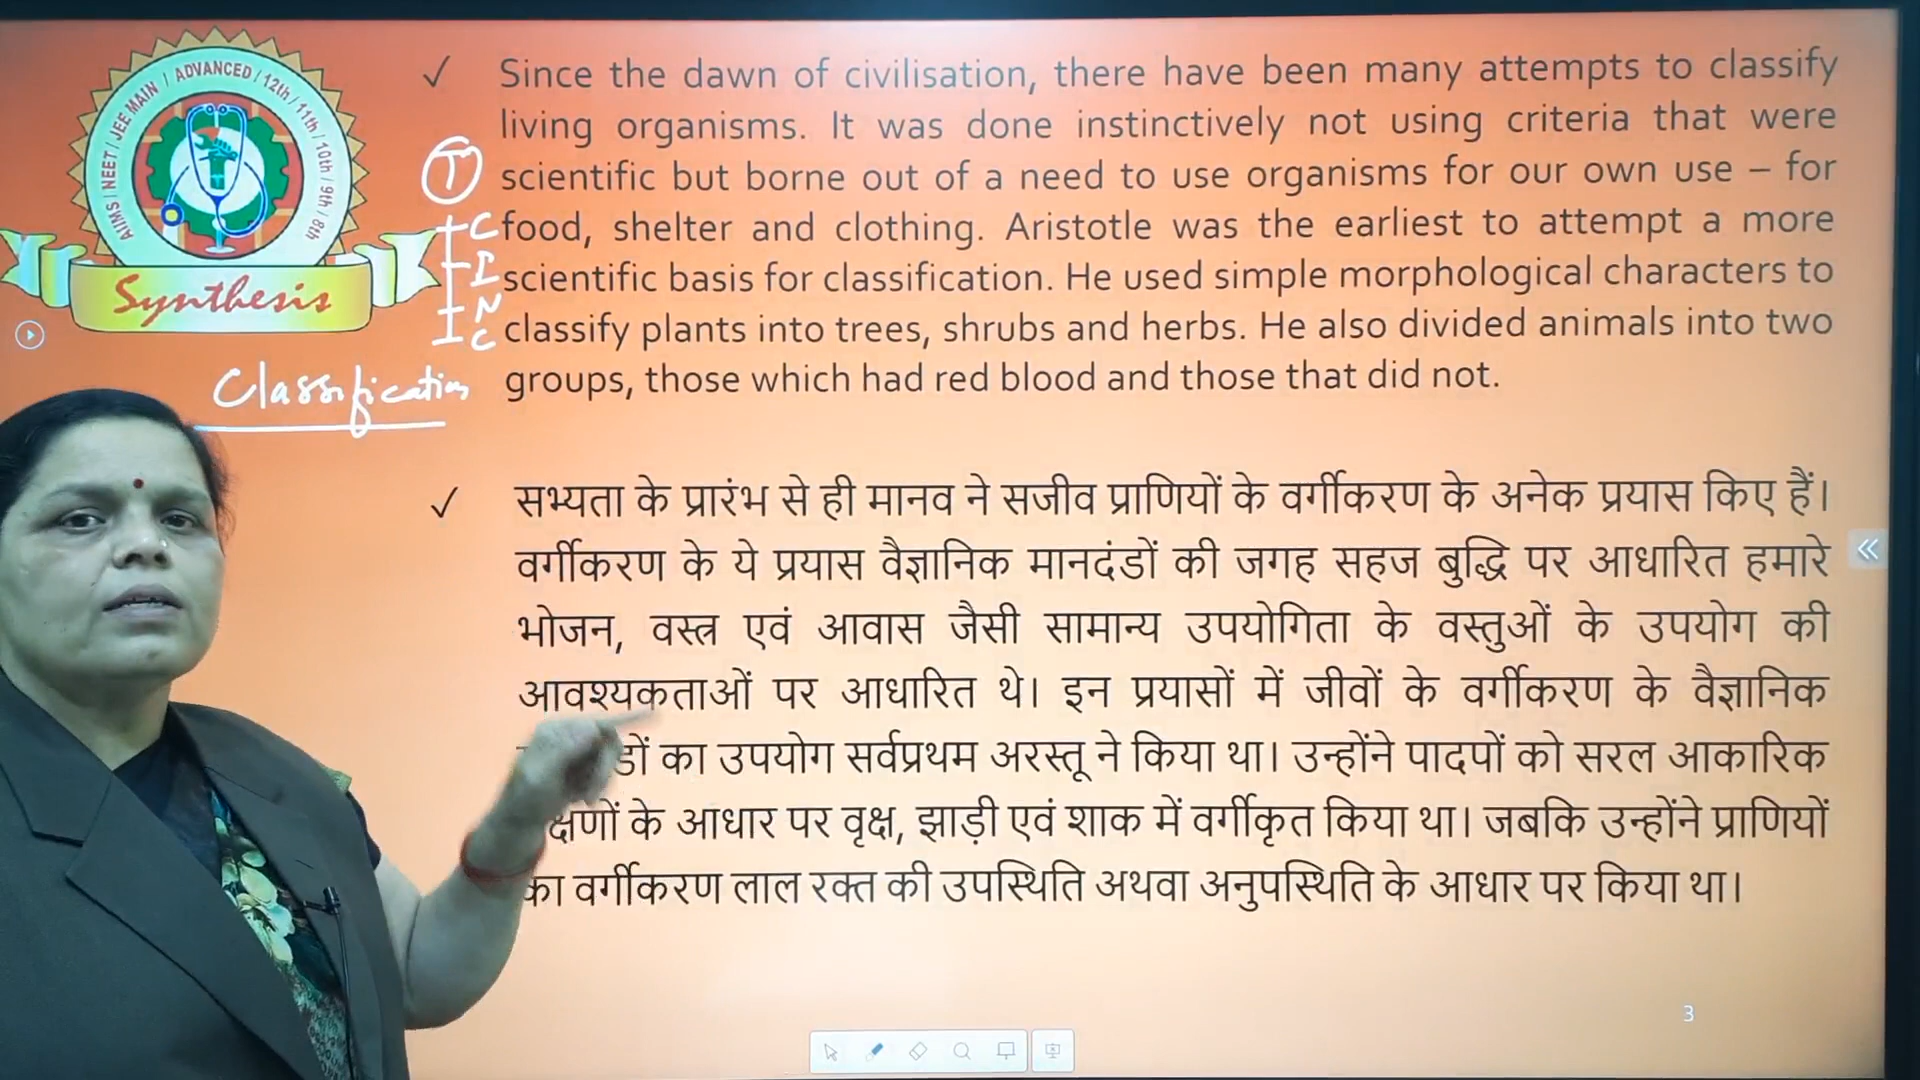 AIIMS / NEET / JEE MAIN / ADVANCED / 12th / 11th / 10th / 9th / 8th
Synthesis
✓ Since the dawn of civilisation, there have been many attempts to classify
living organisms. It was done instinctively not using criteria that were
scientific but borne out of a need to use organisms for our own use – for
food, shelter and clothing. Aristotle was the earliest to attempt a more
scientific basis for classification. He used simple morphological characters to
classify plants into trees, shrubs and herbs. He also divided animals into two
groups, those which had red blood and those that did not.
T
C
I
N
C
Classification
✓ सभ्यता के प्रारंभ से ही मानव ने सजीव प्राणियों के वर्गीकरण के अनेक प्रयास किए हैं।
वर्गीकरण के ये प्रयास वैज्ञानिक मानदंडों की जगह सहज बुद्धि पर आधारित हमारे
भोजन, वस्त्र एवं आवास जैसी सामान्य उपयोगिता के वस्तुओं के उपयोग की
आवश्यकताओं पर आधारित थे। इन प्रयासों में जीवों के वर्गीकरण के वैज्ञानिक
का उपयोग सर्वप्रथम अरस्तू ने किया था। उन्होंने पादपों को सरल आकारिक
के आधार पर वृक्ष, झाड़ी एवं शाक में वर्गीकृत किया था। जबकि उन्होंने प्राणियों
का वर्गीकरण लाल रक्त की उपस्थिति अथवा अनुपस्थिति के आधार पर किया था।
3